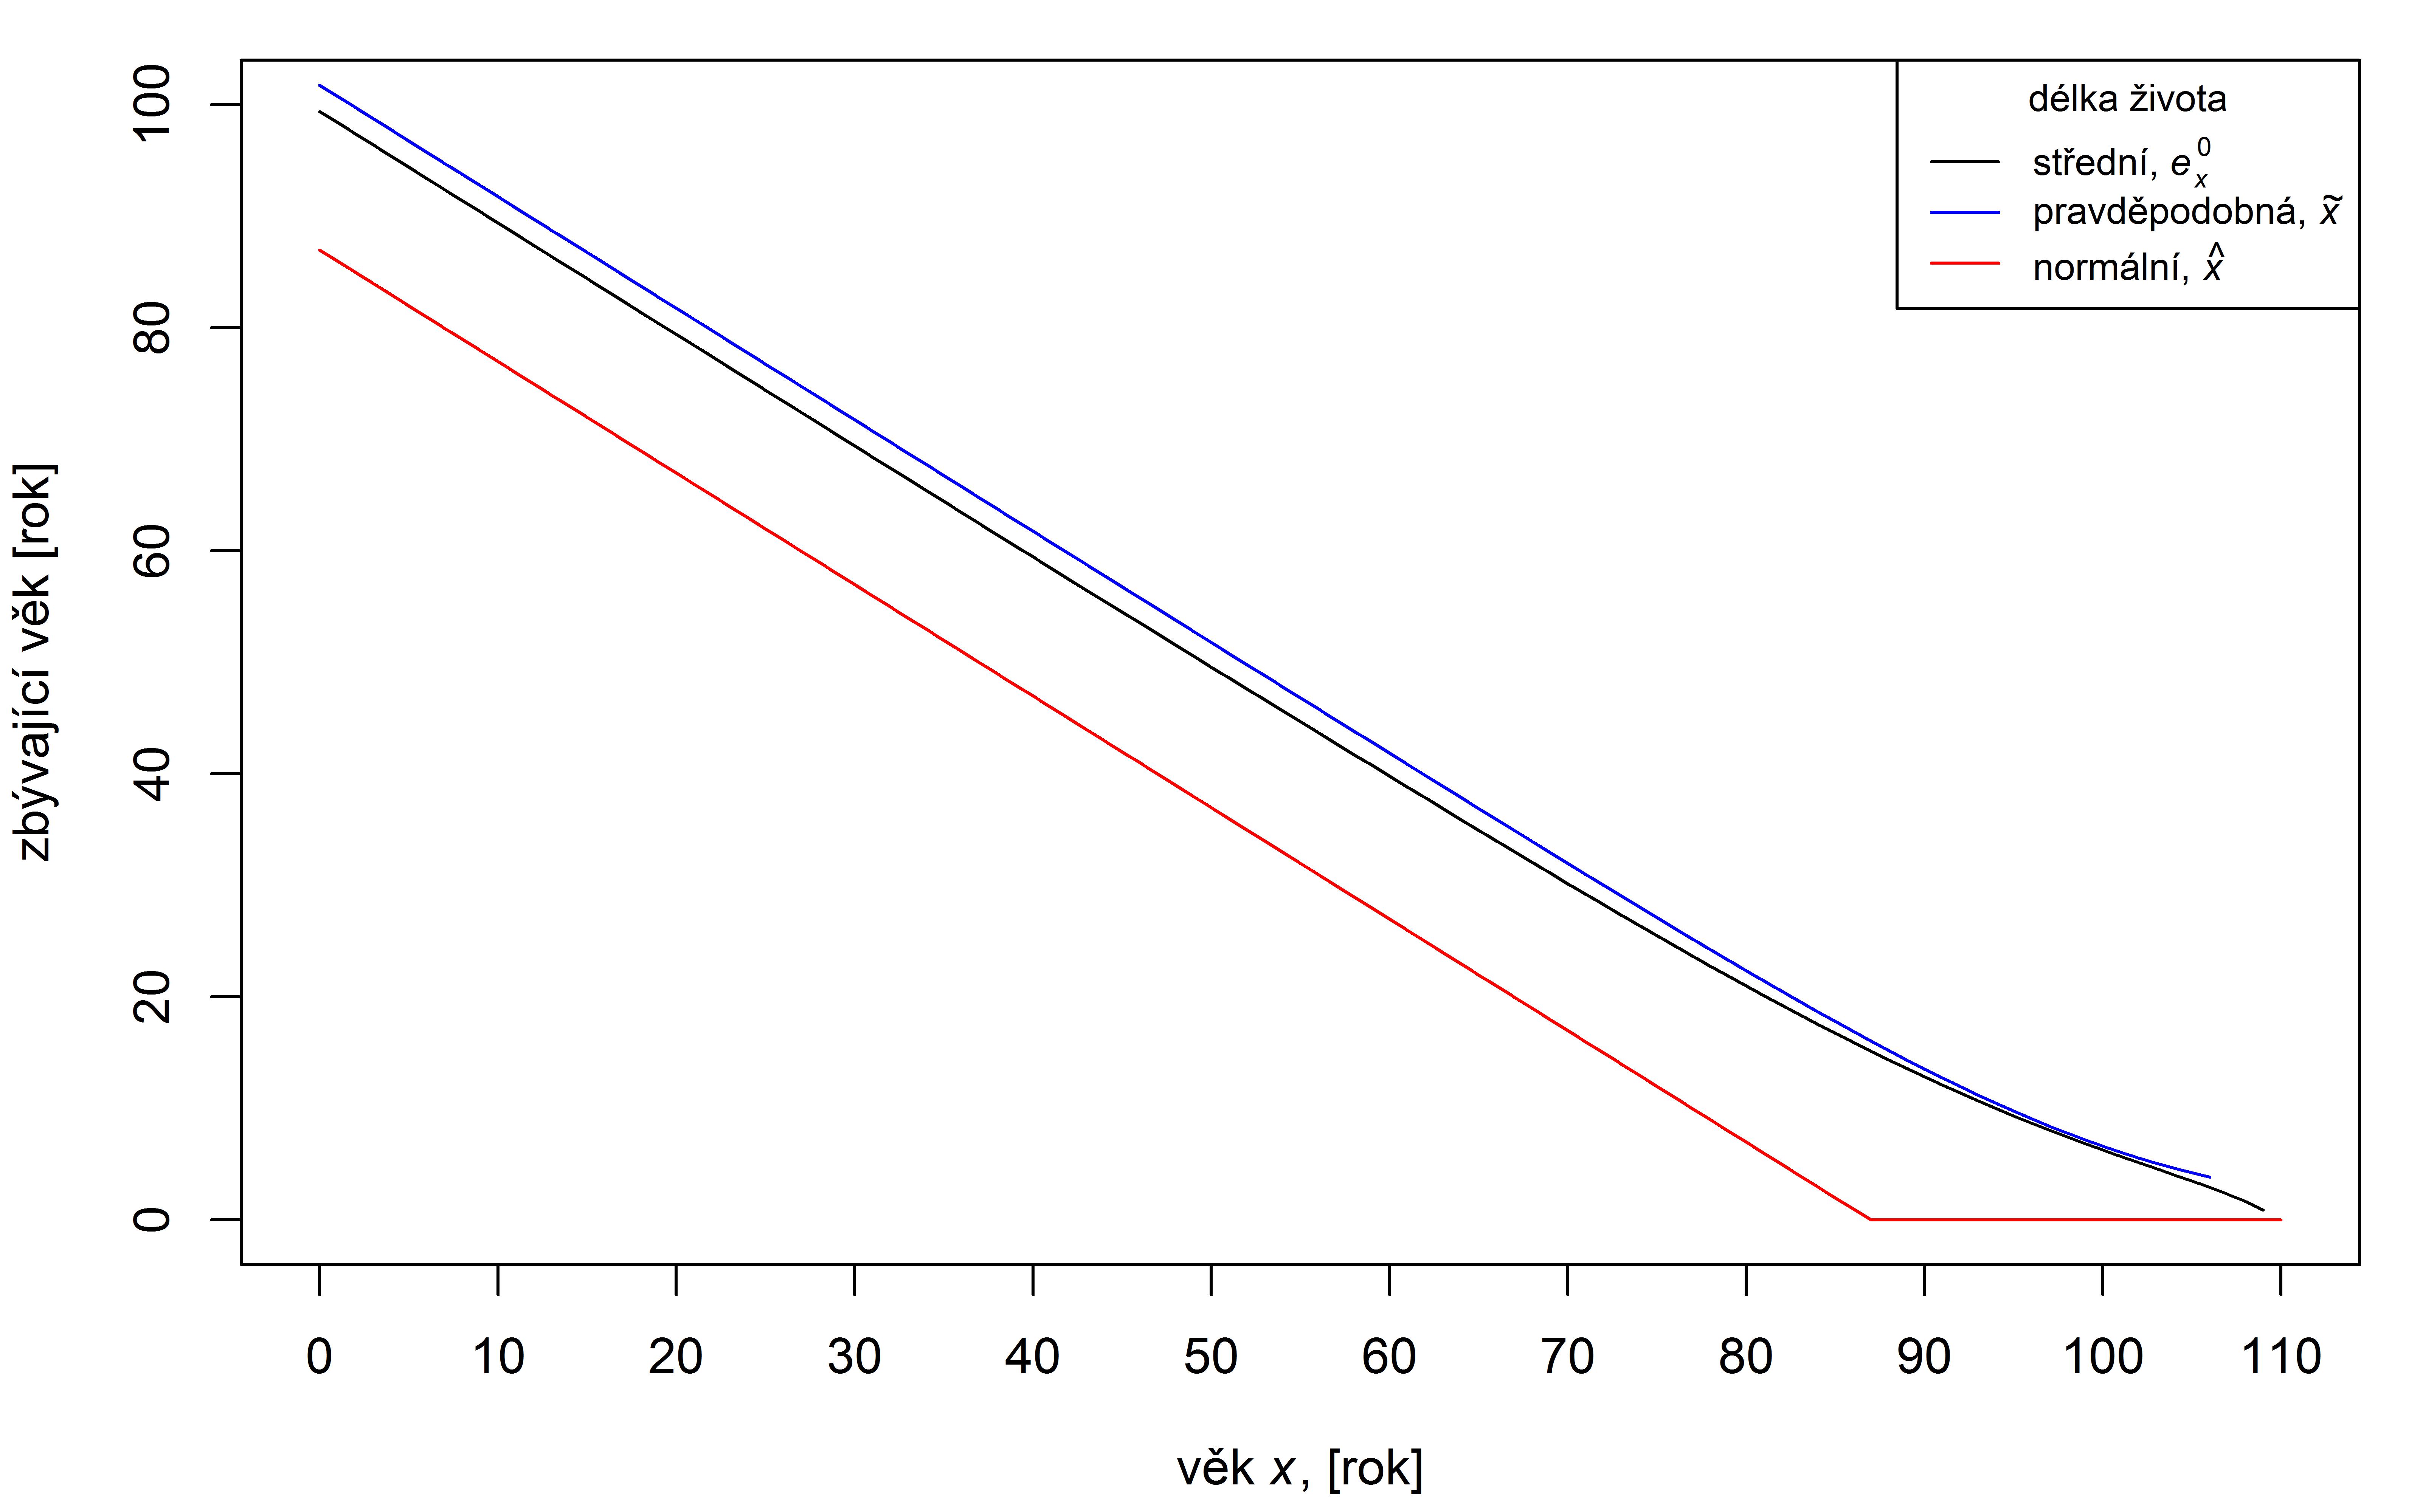 délka života
střední, e_x^0
pravděpodobná, x̃
normální, x̂
zbývající věk [rok]
100
80
60
40
20
0
0 10 20 30 40 50 60 70 80 90 100 110
věk x, [rok]